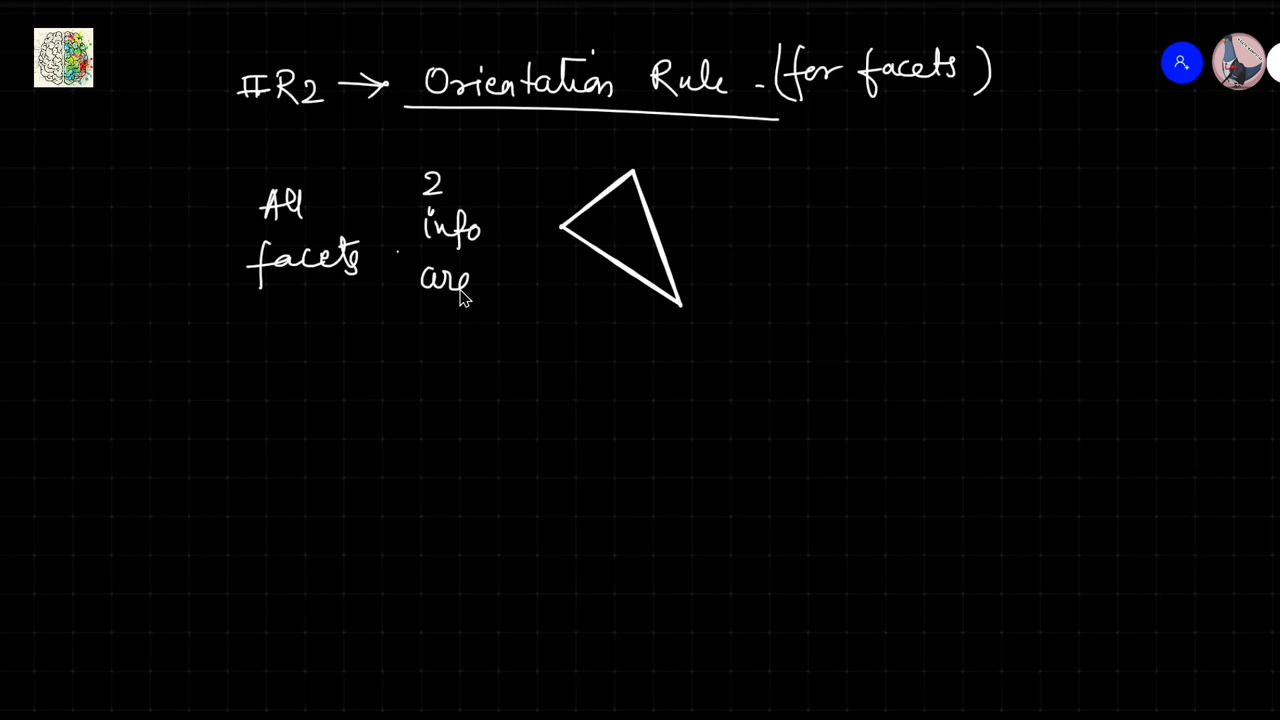 #R2 → Orientation Rule - (for facets)
All
facets
2
info
are